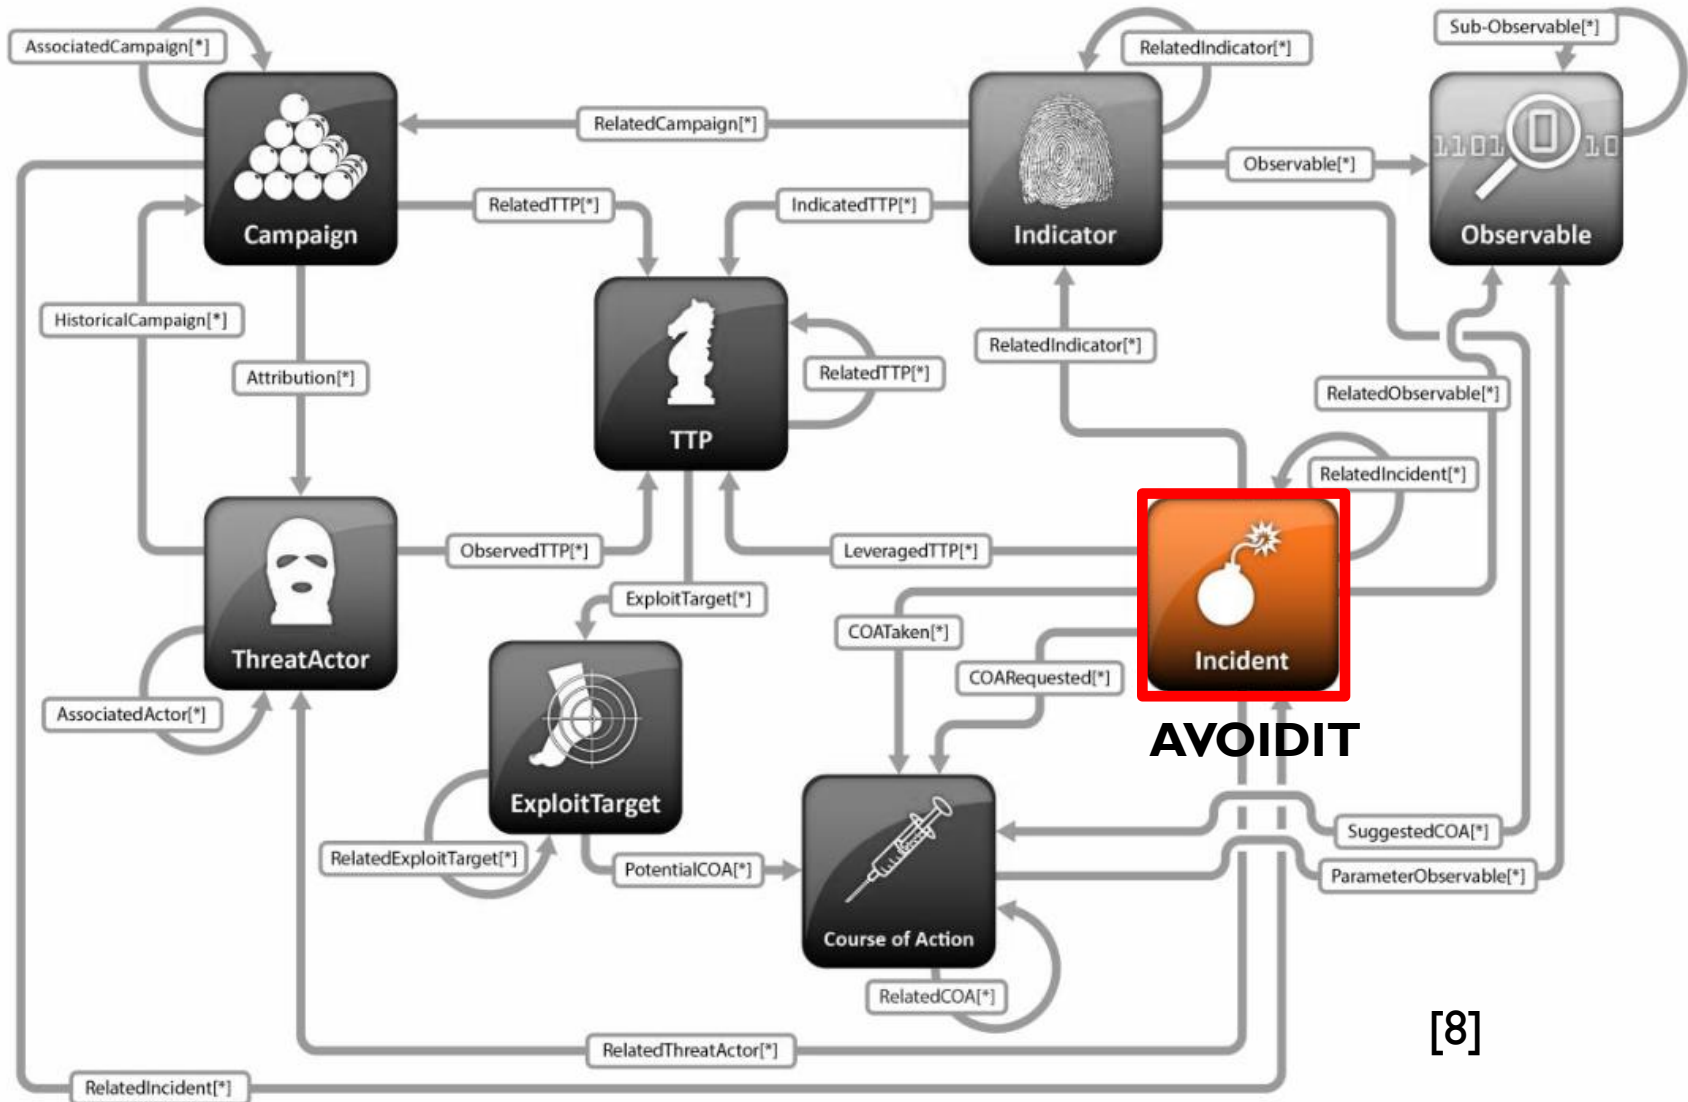 AssociatedCampaign[*]
RelatedIndicator[*]
Sub-Observable[*]
RelatedCampaign[*]
Observable[*]
11010 10
RelatedTTP[*]
IndicatedTTP[*]
Campaign
Indicator
Observable
HistoricalCampaign[*]
RelatedIndicator[*]
Attribution[*]
RelatedTTP[*]
RelatedObservable[*]
TTP
RelatedIncident[*]
ObservedTTP[*]
LeveragedTTP[*]
ExploitTarget[*]
COATaken[*]
ThreatActor
Incident
COARequested[*]
AssociatedActor[*]
AVOIDIT
ExploitTarget
SuggestedCOA[*]
RelatedExploitTarget[*]
PotentialCOA[*]
ParameterObservable[*]
Course of Action
RelatedCOA[*]
[8]
RelatedThreatActor[*]
RelatedIncident[*]